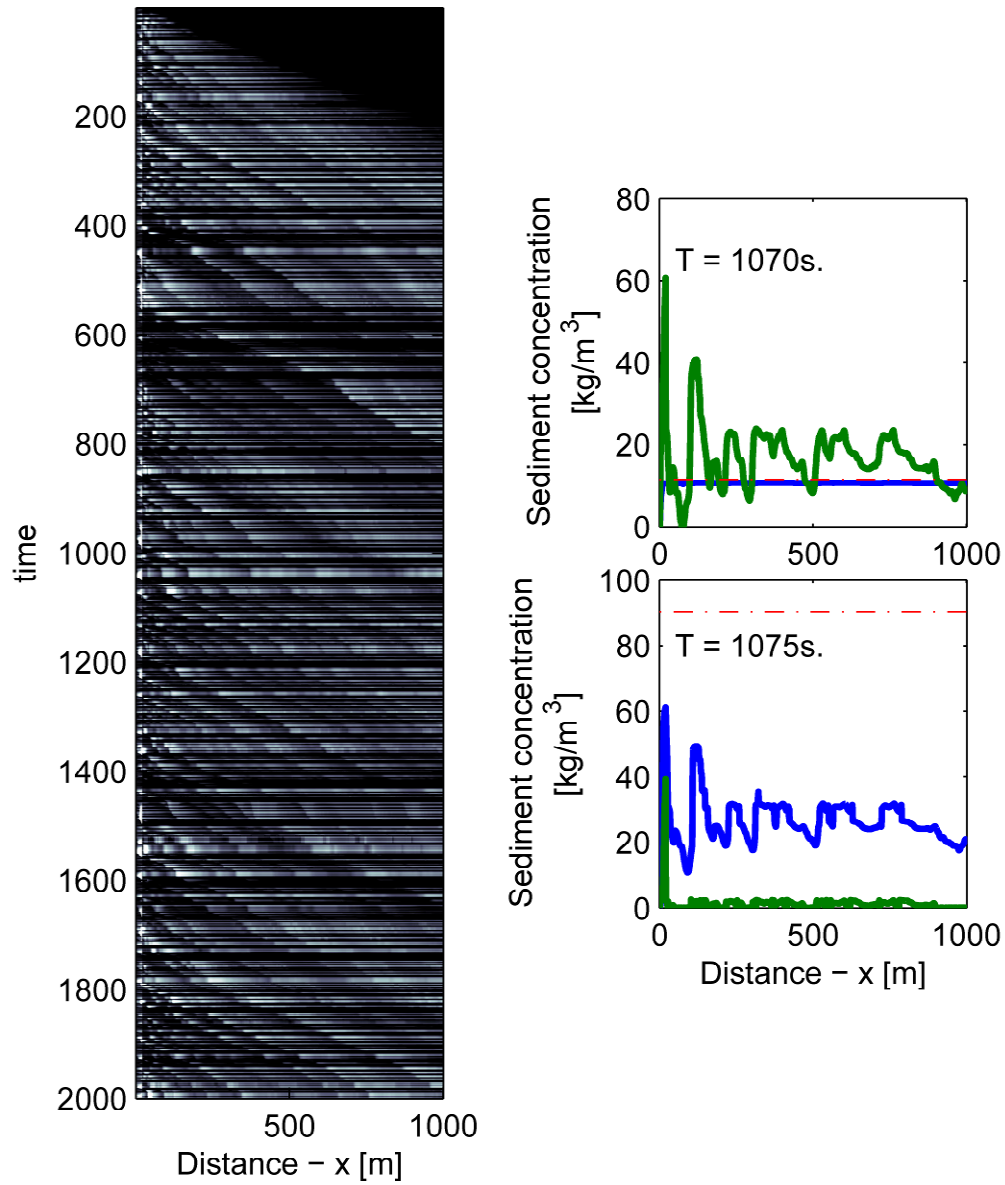 200
400
600
800
1000
1200
1400
1600
1800
2000
time
500 1000
Distance − x [m]
80
60
40
20
0
Sediment concentration
[kg/m³]
T = 1070s.
0 500 1000
100
80
60
40
20
0
Sediment concentration
[kg/m³]
T = 1075s.
0 500 1000
Distance − x [m]